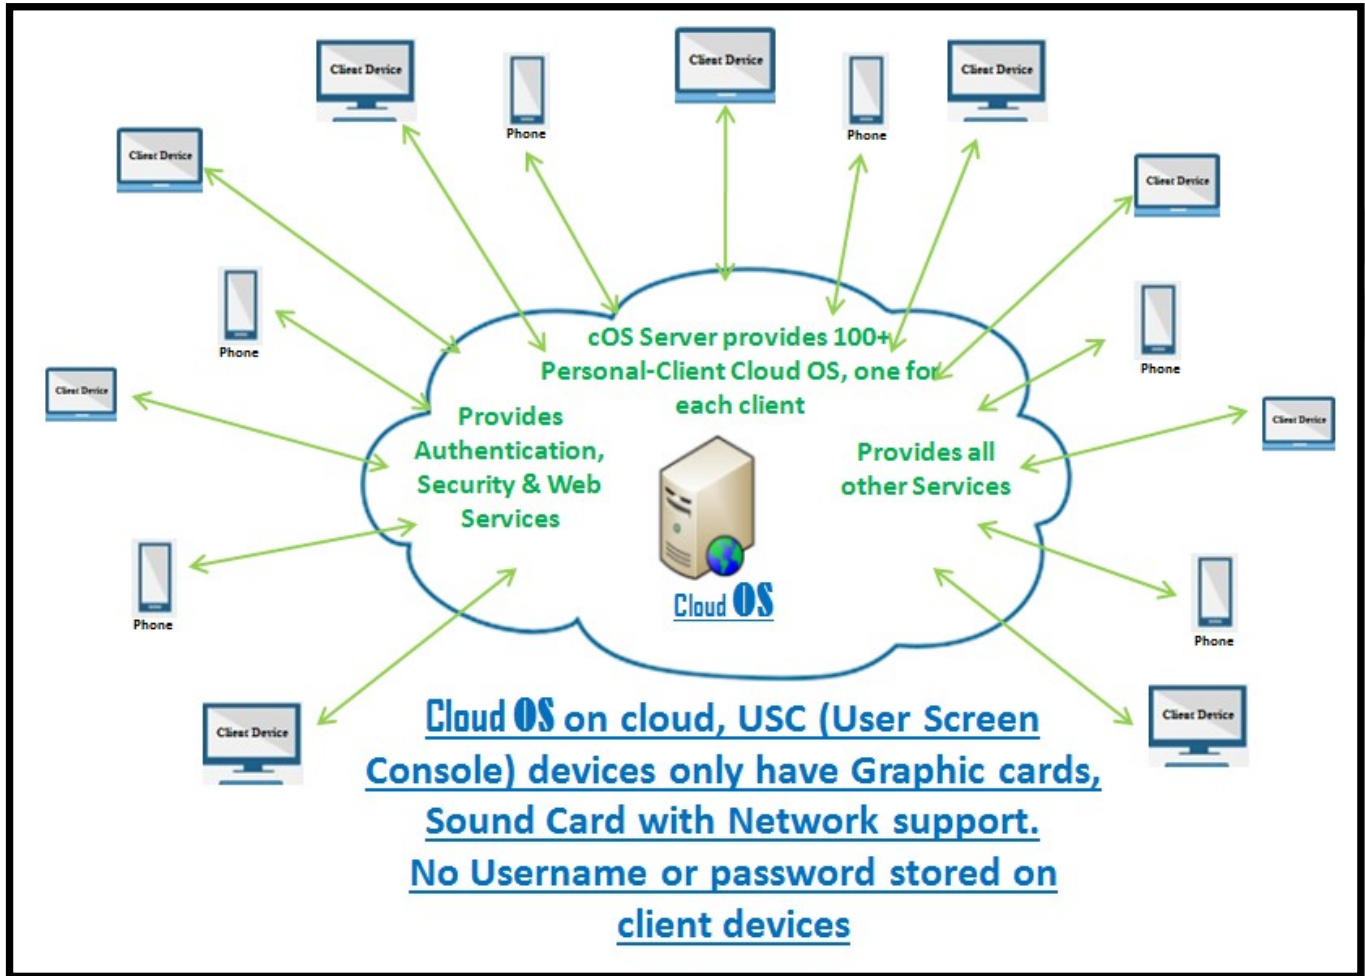 Client Device
Phone
Client Device
Phone
Client Device
Client Device
Client Device
Phone
Phone
Client Device
Client Device
Phone
Phone
Client Device
Client Device
cOS Server provides 100+
Personal-Client Cloud OS, one for
each client
Provides
Authentication,
Security & Web
Services
Provides all
other Services
Cloud OS
Cloud OS on cloud, USC (User Screen
Console) devices only have Graphic cards,
Sound Card with Network support.
No Username or password stored on
client devices